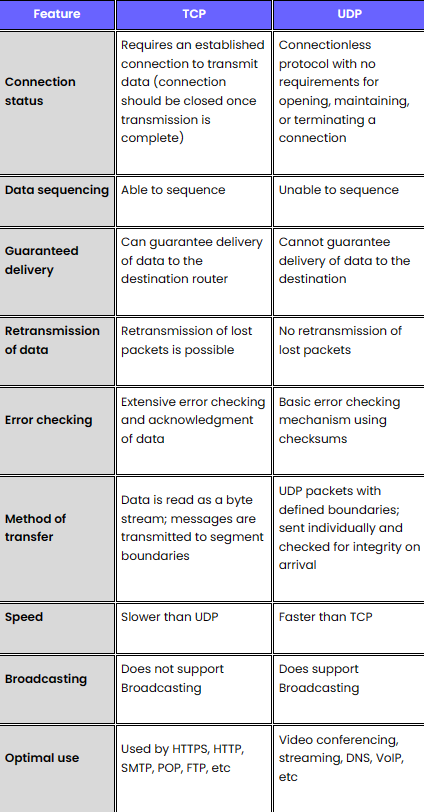 Feature TCP UDP
Connection
status
Requires an established
connection to transmit
data (connection
should be closed once
transmission is
complete)
Connectionless
protocol with no
requirements for
opening, maintaining,
or terminating a
connection
Data sequencing
Able to sequence
Unable to sequence
Guaranteed
delivery
Can guarantee delivery
of data to the
destination router
Cannot guarantee
delivery of data to the
destination
Retransmission
of data
Retransmission of lost
packets is possible
No retransmission of
lost packets
Error checking
Extensive error checking
and acknowledgment
of data
Basic error checking
mechanism using
checksums
Method of
transfer
Data is read as a byte
stream; messages are
transmitted to segment
boundaries
UDP packets with
defined boundaries;
sent individually and
checked for integrity on
arrival
Speed
Slower than UDP
Faster than TCP
Broadcasting
Does not support
Broadcasting
Does support
Broadcasting
Optimal use
Used by HTTPS, HTTP,
SMTP, POP, FTP, etc
Video conferencing,
streaming, DNS, VoIP,
etc